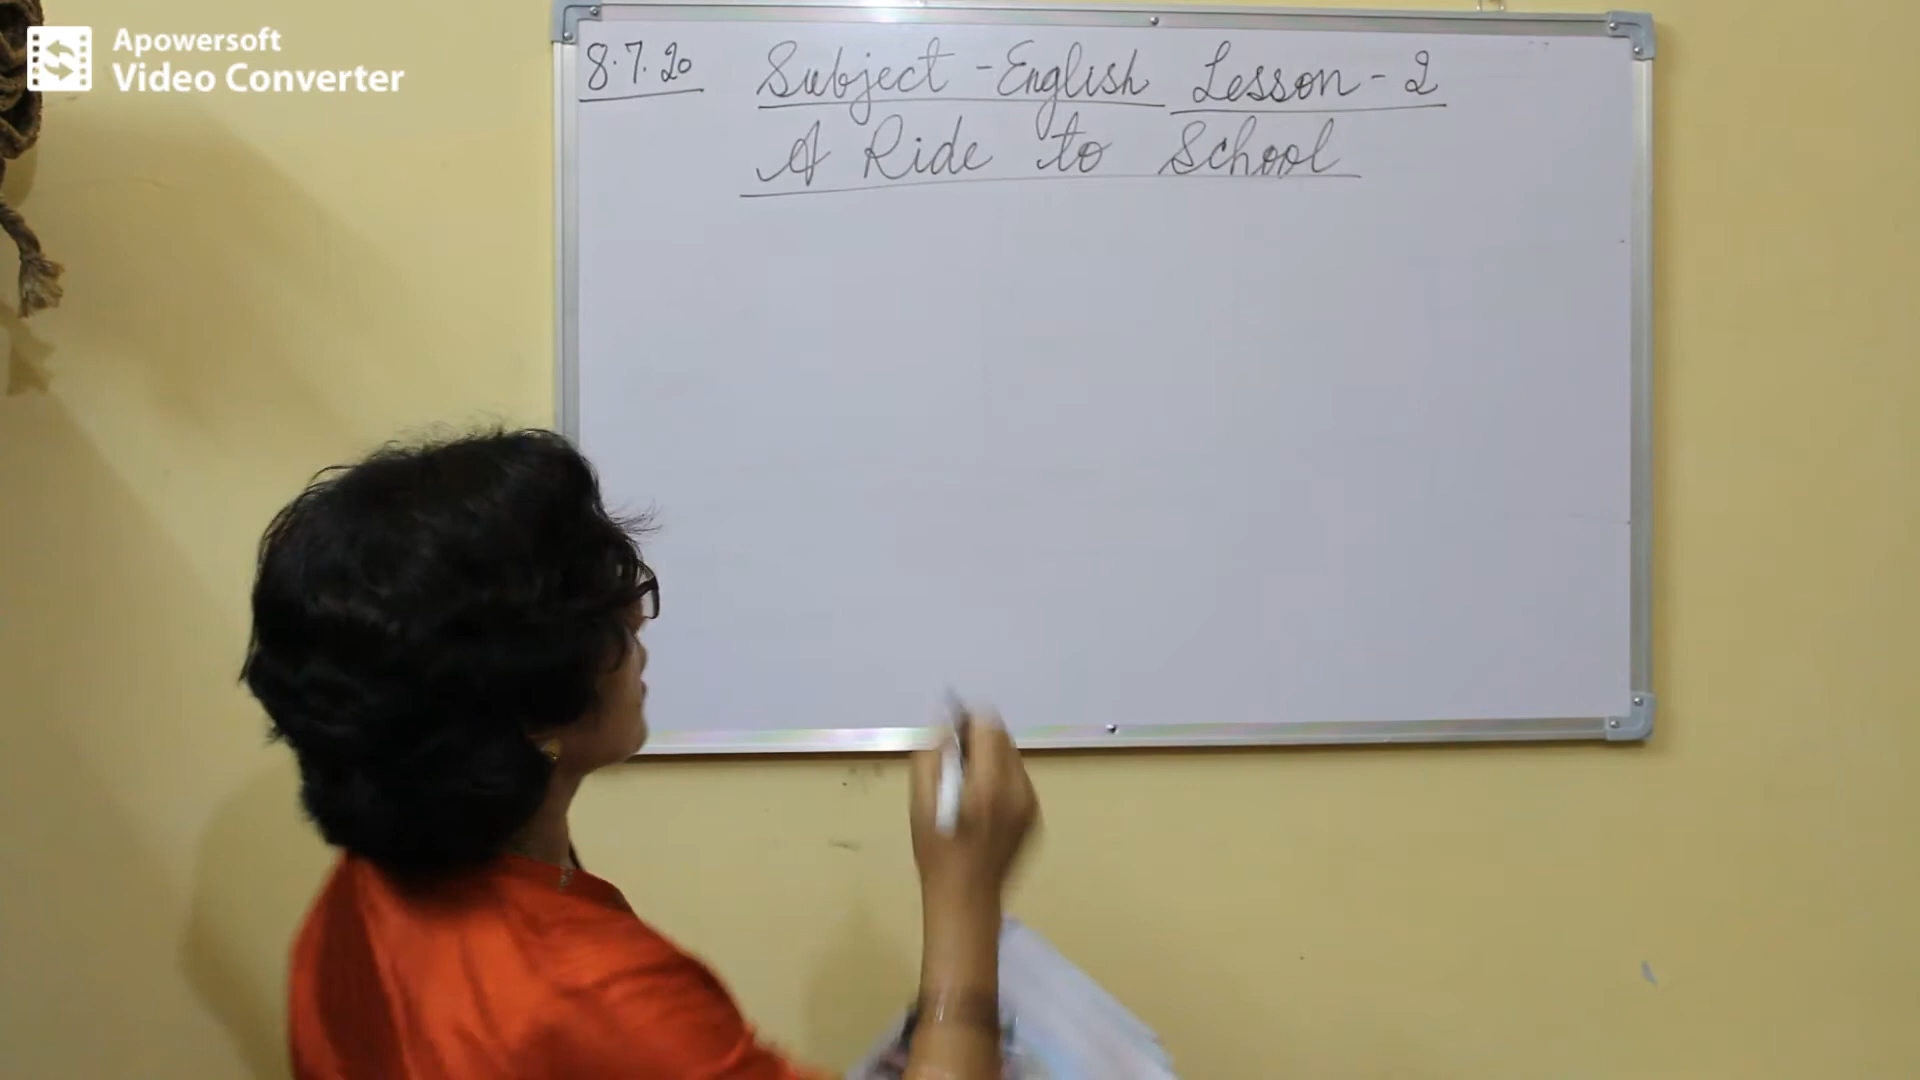 Apowersoft
Video Converter
8.7.20 Subject - English Lesson - 2
A Ride to School